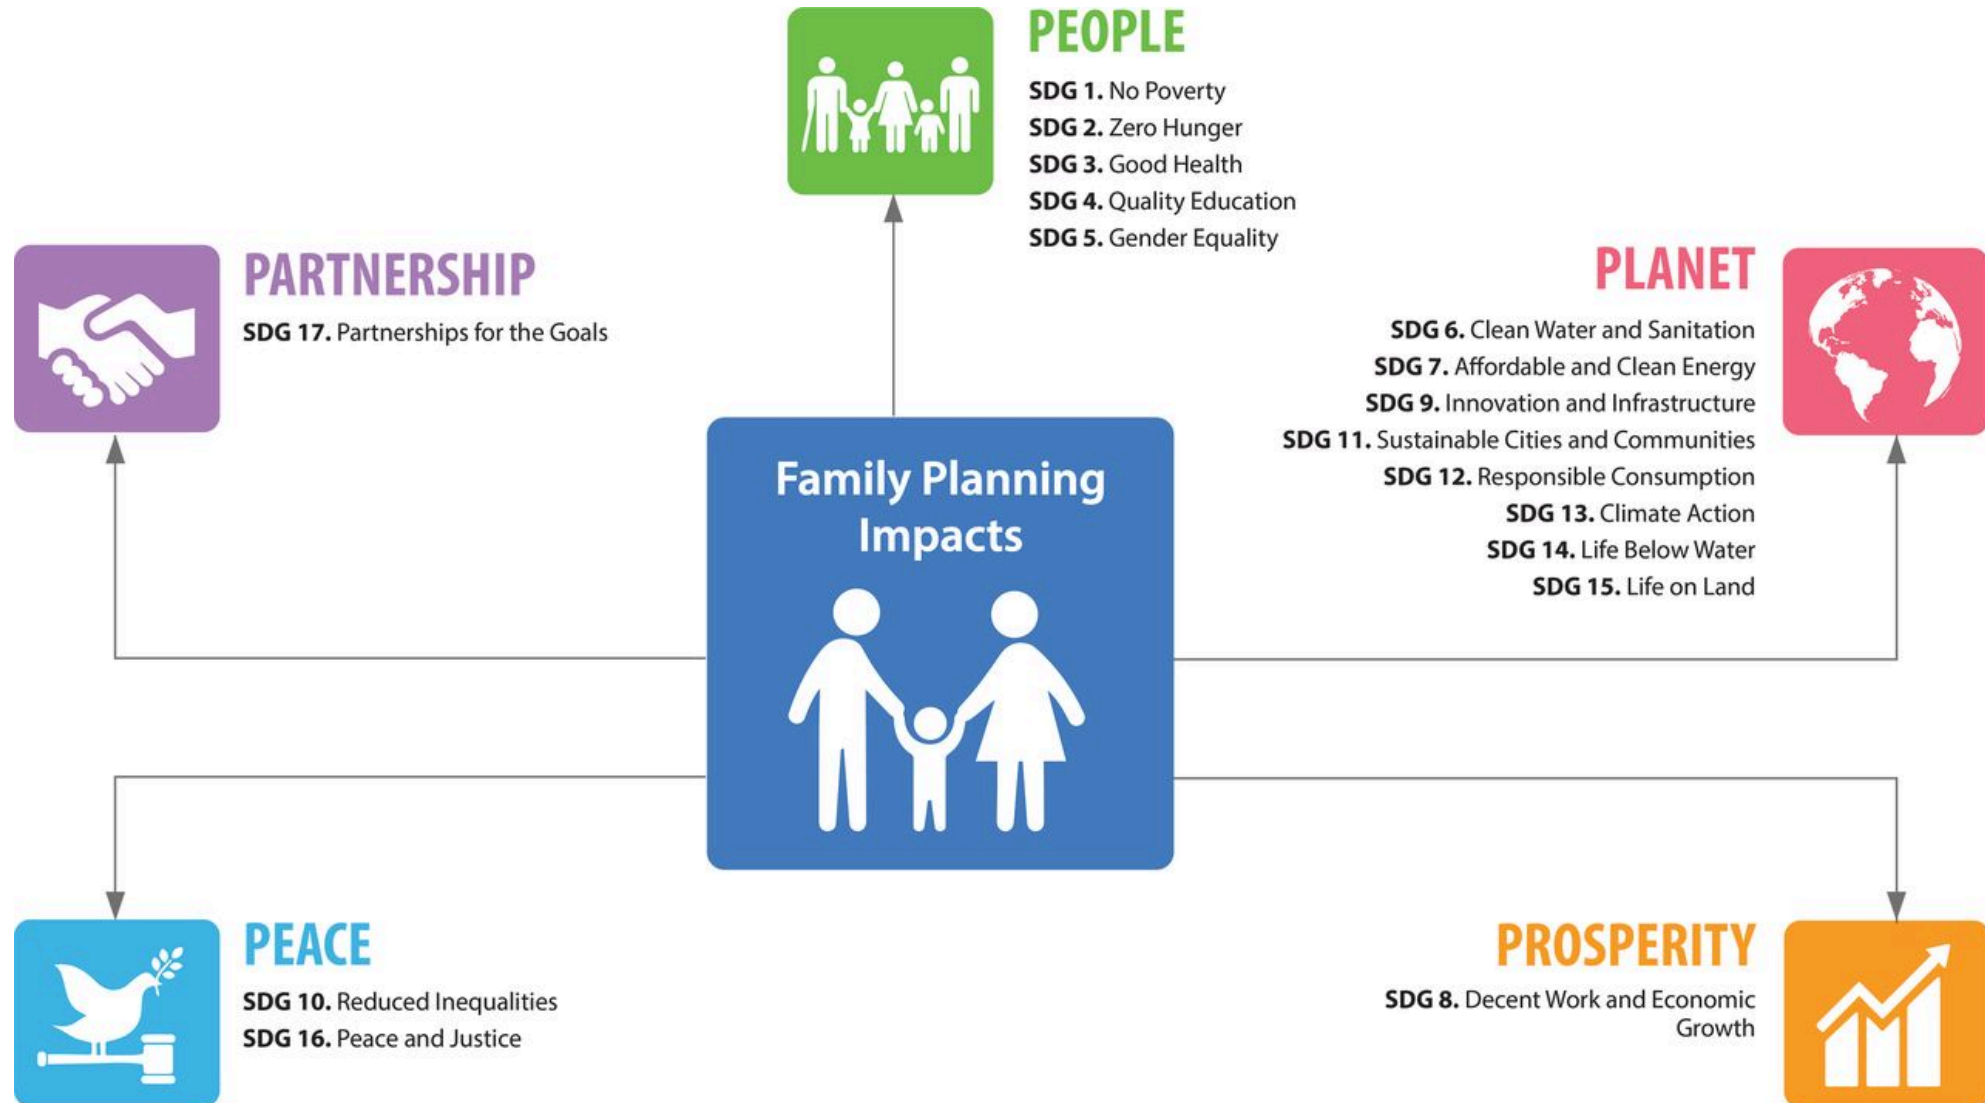 PEOPLE
SDG 1. No Poverty
SDG 2. Zero Hunger
SDG 3. Good Health
SDG 4. Quality Education
SDG 5. Gender Equality
PARTNERSHIP
SDG 17. Partnerships for the Goals
PLANET
SDG 6. Clean Water and Sanitation
SDG 7. Affordable and Clean Energy
SDG 9. Innovation and Infrastructure
SDG 11. Sustainable Cities and Communities
SDG 12. Responsible Consumption
SDG 13. Climate Action
SDG 14. Life Below Water
SDG 15. Life on Land
Family Planning
Impacts
PEACE
SDG 10. Reduced Inequalities
SDG 16. Peace and Justice
PROSPERITY
SDG 8. Decent Work and Economic
Growth